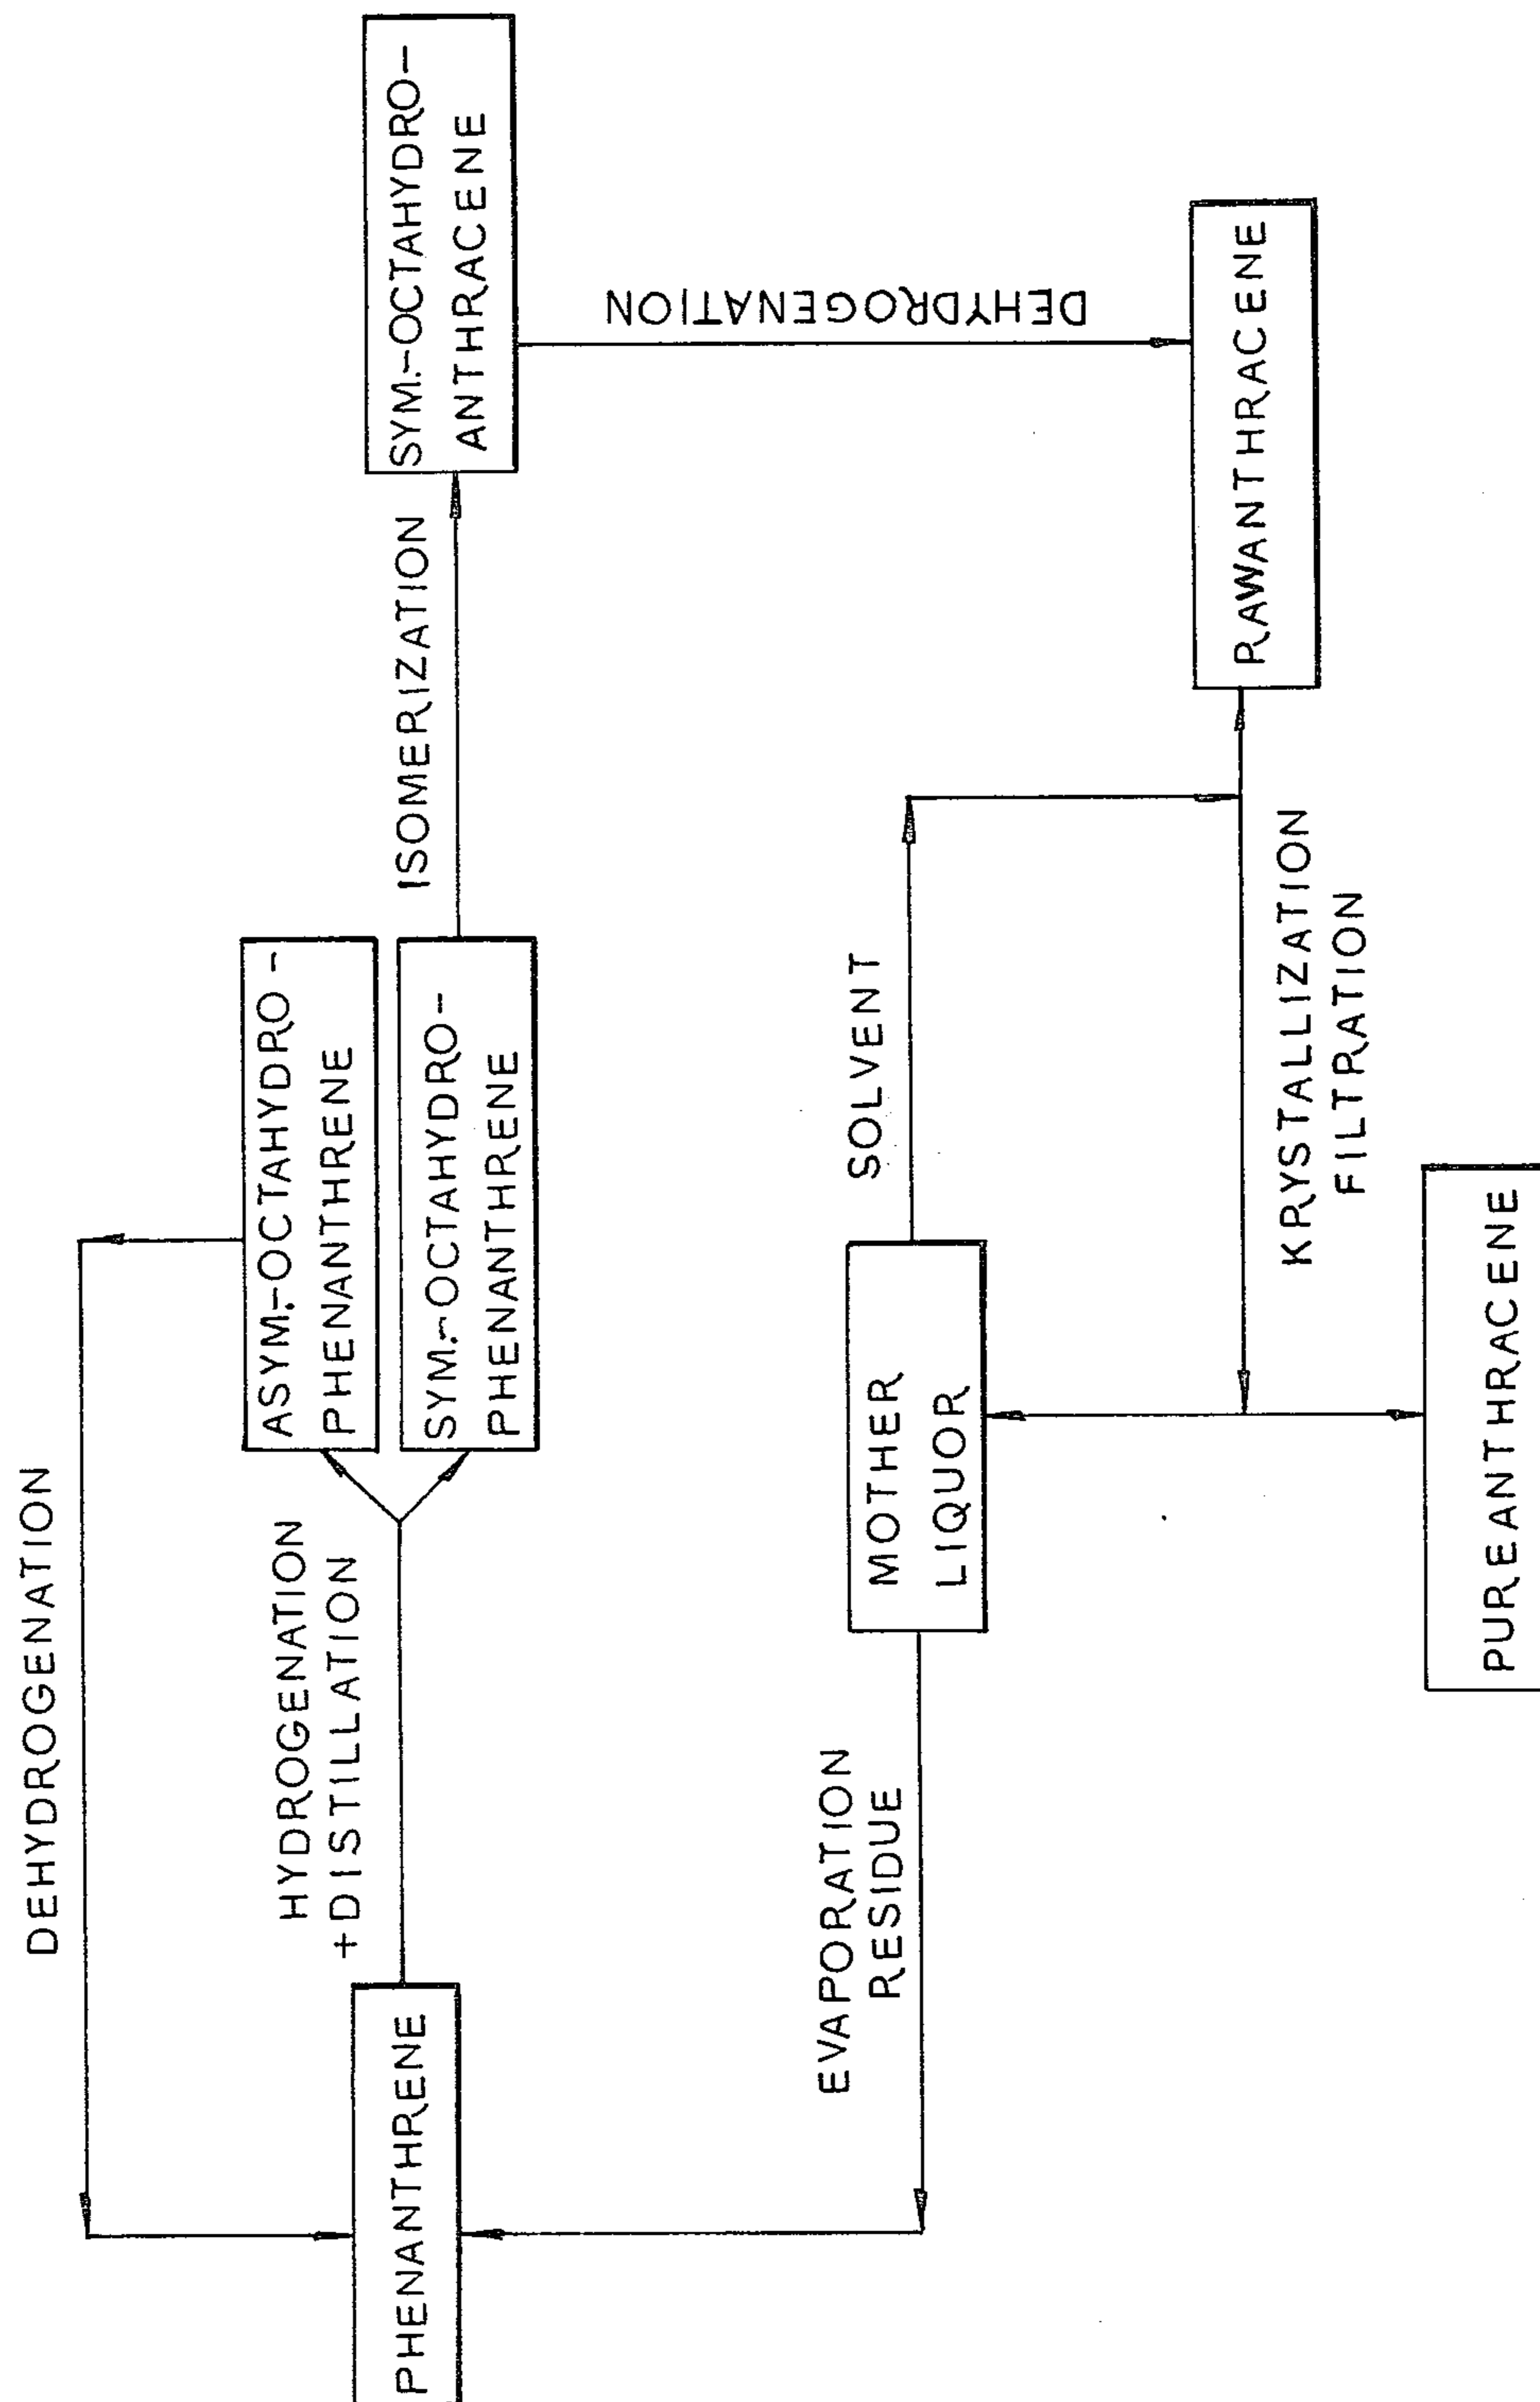 DEHYDROGENATION
HYDROGENATION
+DISTILLATION
PHENANTHRENE
ASYM.-OCTAHYDRO-
PHENANTHRENE
SYM.-OCTAHYDRO-
PHENANTHRENE
ISOMERIZATION
SYM.-OCTAHYDRO-
ANTHRACENE
DEHYDROGENATION
EVAPORATION
RESIDUE
MOTHER
LIQUOR
SOLVENT
RAWANTHRACENE
KRYSTALLIZATION
FILTRATION
PUREANTHRACENE